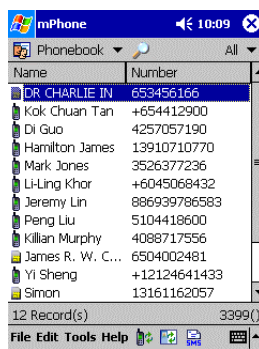 mPhone 10:09
Phonebook All
Name Number
DR CHARLIE IN 653456166
Kok Chuan Tan +654412900
Di Guo 4257057190
Hamilton James 13910710770
Mark Jones 3526377236
Li-Ling Khor +6045068432
Jeremy Lin 886939786583
Peng Liu 5104418600
Killian Murphy 4088717556
James R. W. C... 6504002481
Yi Sheng +12124641433
Simon 13161162057
12 Record(s) 3399()
File Edit Tools Help SMS